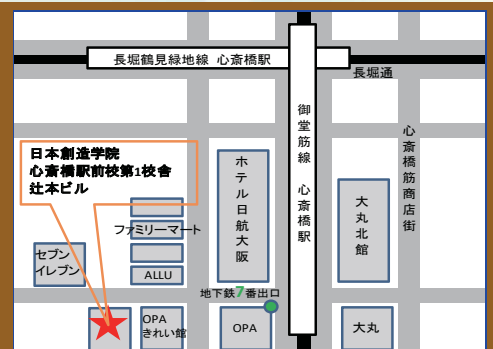 長堀鶴見緑地線 心斎橋駅
長堀通
御堂筋線 心斎橋駅
心斎橋筋商店街
日本創造学院
心斎橋駅前校第1校舎
辻本ビル
ホテル日航大阪
大丸北館
ファミリーマート
セブン
イレブン
ALLU
地下鉄7番出口
OPA
きれい館
OPA
大丸